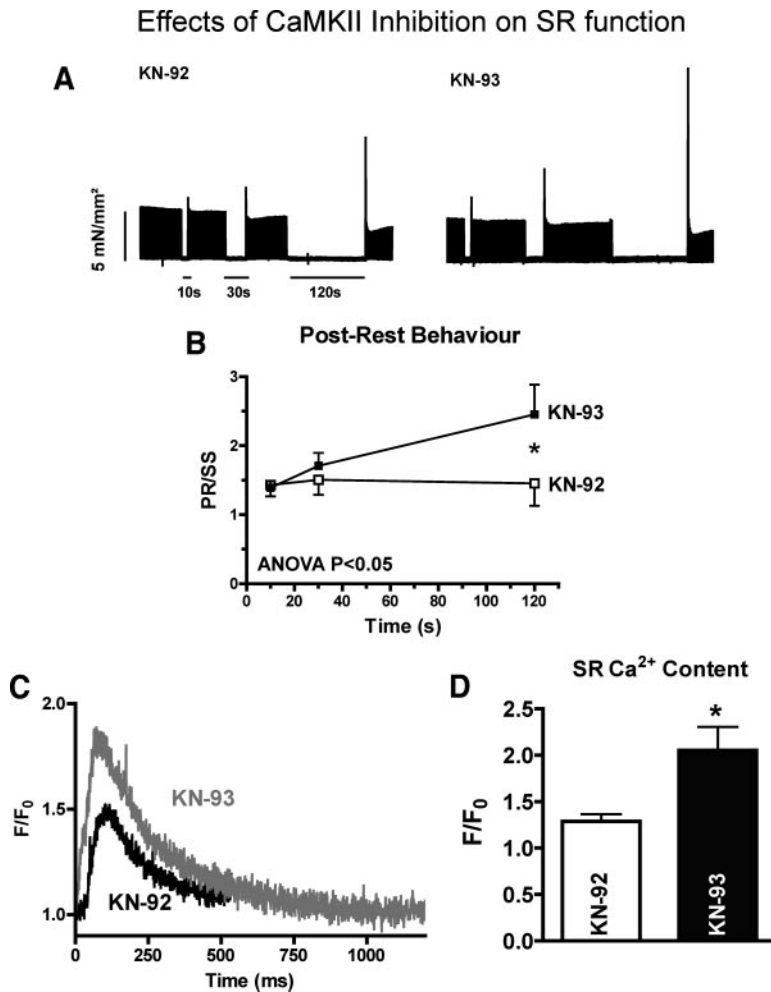 Effects of CaMKII Inhibition on SR function
A
KN-92
KN-93
5 mN/mm²
10s
30s
120s
B
Post-Rest Behaviour
3
2
1
0
PR/SS
KN-93
*
KN-92
ANOVA P<0.05
0 20 40 60 80 100 120
Time (s)
C
2.0
1.5
1.0
F/F₀
KN-93
KN-92
0 250 500 750 1000
Time (ms)
D
SR Ca²⁺ Content
2.5
2.0
1.5
1.0
0.5
0.0
F/F₀
*
KN-92
KN-93